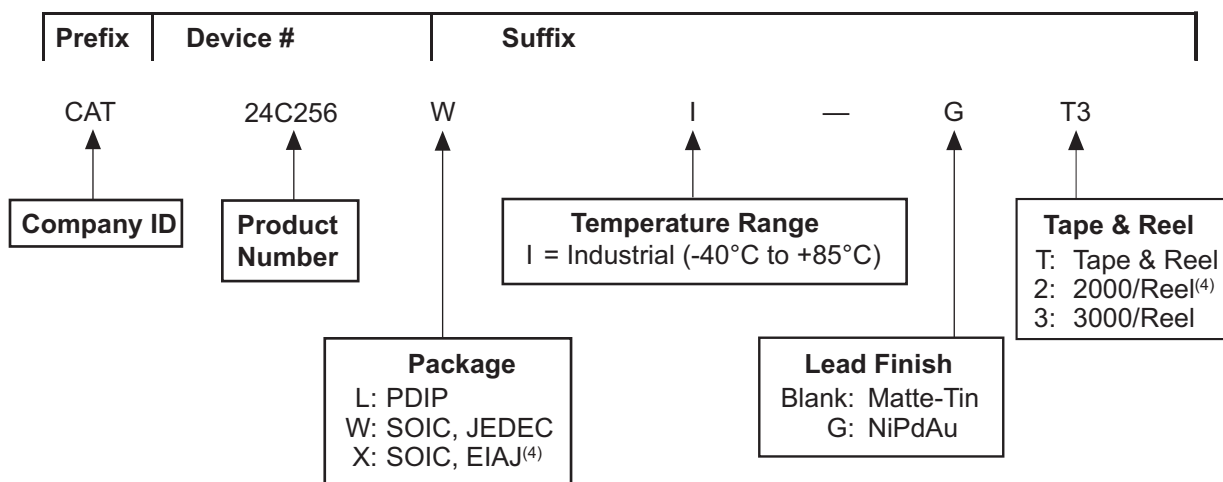 Prefix Device # Suffix
CAT 24C256 W I — G T3
Company ID
Product
Number
Temperature Range
I = Industrial (-40°C to +85°C)
Tape & Reel
T: Tape & Reel
2: 2000/Reel(4)
3: 3000/Reel
Package
L: PDIP
W: SOIC, JEDEC
X: SOIC, EIAJ(4)
Lead Finish
Blank: Matte-Tin
G: NiPdAu